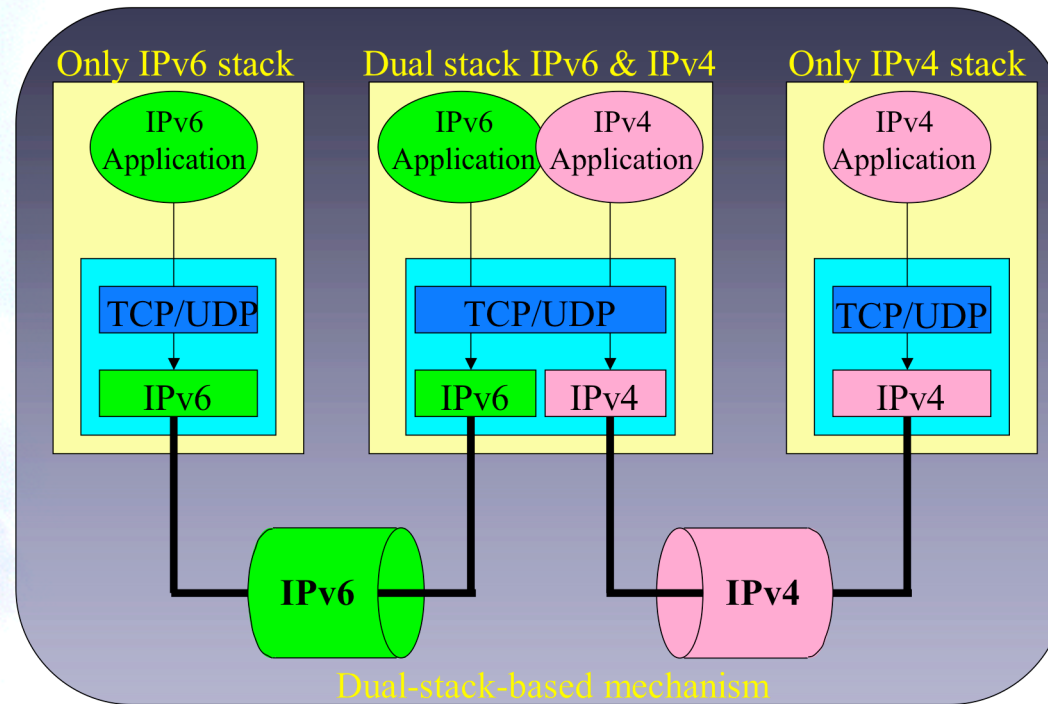 Only IPv6 stack
Dual stack IPv6 & IPv4
Only IPv4 stack
IPv6
Application
IPv6
Application
IPv4
Application
IPv4
Application
TCP/UDP
TCP/UDP
TCP/UDP
IPv6
IPv6
IPv4
IPv4
IPv6
IPv4
Dual-stack-based mechanism